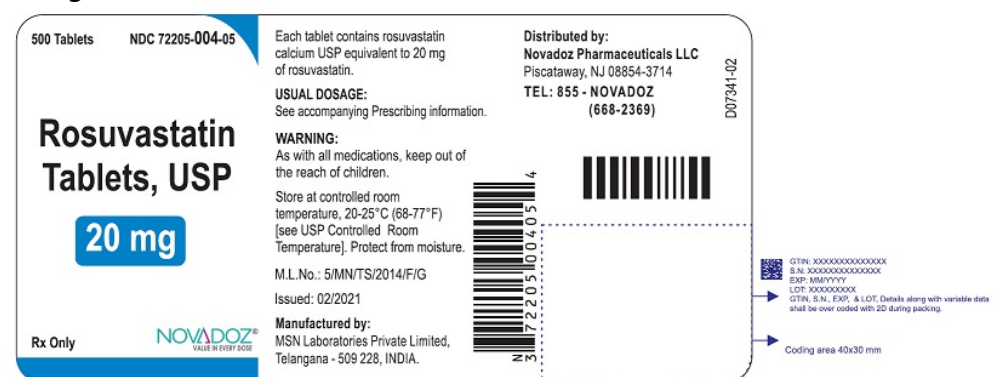 500 Tablets NDC 72205-004-05
Rosuvastatin
Tablets, USP
20 mg
Rx Only
NOVADOZ®
VALUE IN EVERY DOSE
Each tablet contains rosuvastatin
calcium USP equivalent to 20 mg
of rosuvastatin.
USUAL DOSAGE:
See accompanying Prescribing information.
WARNING:
As with all medications, keep out of
the reach of children.
Store at controlled room
temperature, 20-25°C (68-77°F)
[see USP Controlled Room
Temperature]. Protect from moisture.
M.L.No.: 5/MN/TS/2014/F/G
Issued: 02/2021
Manufactured by:
MSN Laboratories Private Limited,
Telangana - 509 228, INDIA.
N
3 72205 00405 4
Distributed by:
Novadoz Pharmaceuticals LLC
Piscataway, NJ 08854-3714
TEL: 855 - NOVADOZ
(668-2369)
D07341-02
GTIN: XXXXXXXXXXXXXX
S.N: XXXXXXXXXXXXXX
EXP: MM/YYYY
LOT: XXXXXXXXX
GTIN, S.N., EXP, & LOT, Details along with variable data
shall be over coded with 2D during packing.
Coding area 40x30 mm